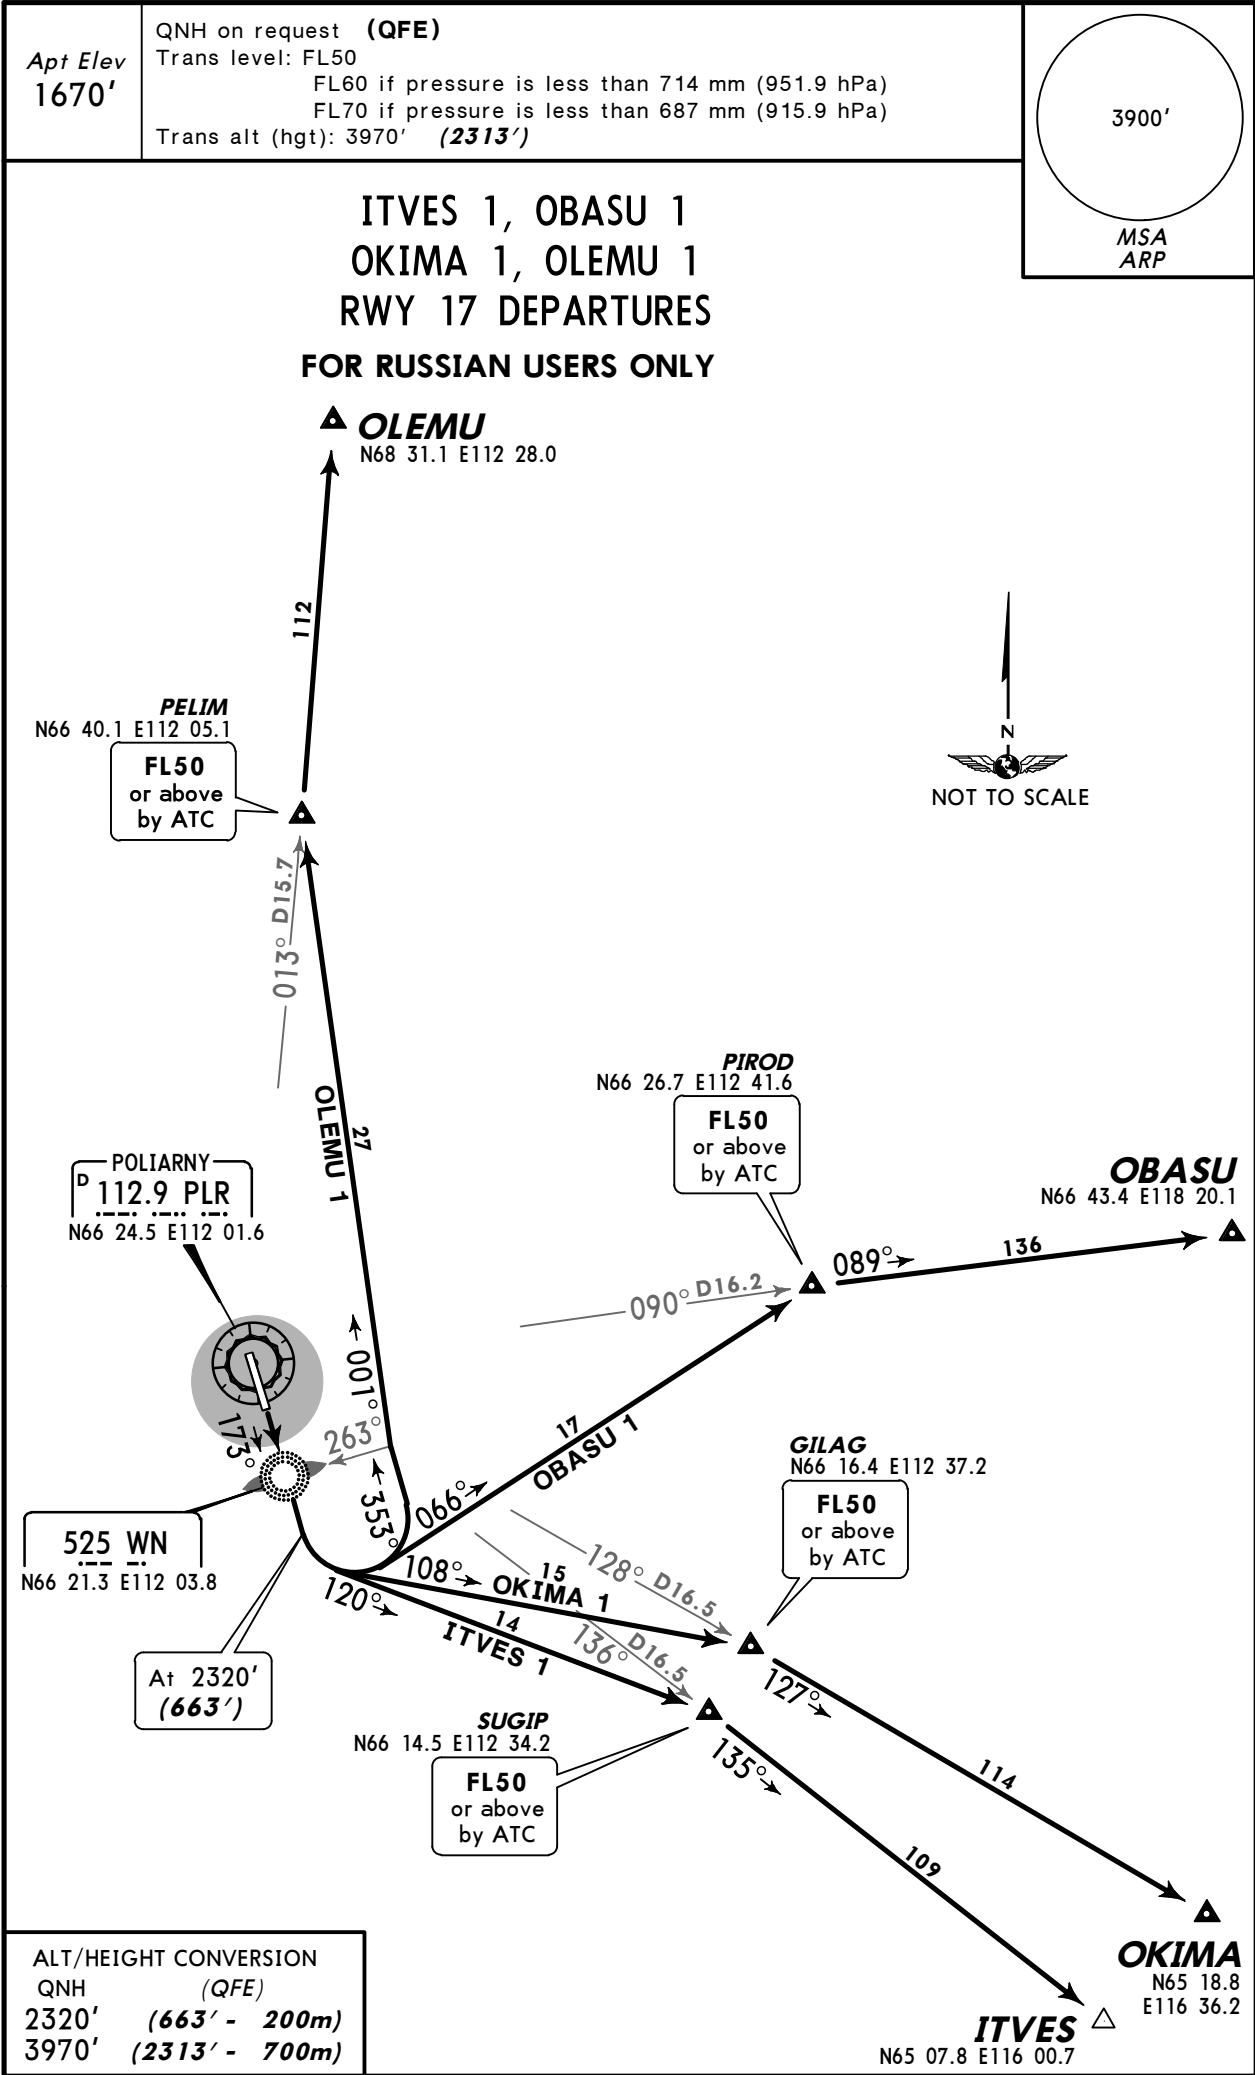 Apt Elev
1670'
QNH on request (QFE)
Trans level: FL50
FL60 if pressure is less than 714 mm (951.9 hPa)
FL70 if pressure is less than 687 mm (915.9 hPa)
Trans alt (hgt): 3970' (2313')
3900'
MSA
ARP
ITVES 1, OBASU 1
OKIMA 1, OLEMU 1
RWY 17 DEPARTURES
FOR RUSSIAN USERS ONLY
OLEMU
N68 31.1 E112 28.0
112
N
NOT TO SCALE
PELIM
N66 40.1 E112 05.1
FL50
or above
by ATC
013° D15.7
27
OLEMU 1
PIROD
N66 26.7 E112 41.6
FL50
or above
by ATC
POLIARNY
D 112.9 PLR
N66 24.5 E112 01.6
OBASU
N66 43.4 E118 20.1
089°
136
090° D16.2
001°
263°
173°
353°
066°
17
OBASU 1
GILAG
N66 16.4 E112 37.2
FL50
or above
by ATC
525 WN
N66 21.3 E112 03.8
108°
15
OKIMA 1
128° D16.5
120°
14
ITVES 1
136° D16.5
At 2320'
(663')
127°
SUGIP
N66 14.5 E112 34.2
FL50
or above
by ATC
135°
114
109
OKIMA
N65 18.8
E116 36.2
ITVES
N65 07.8 E116 00.7
ALT/HEIGHT CONVERSION
QNH (QFE)
2320' (663' - 200m)
3970' (2313' - 700m)